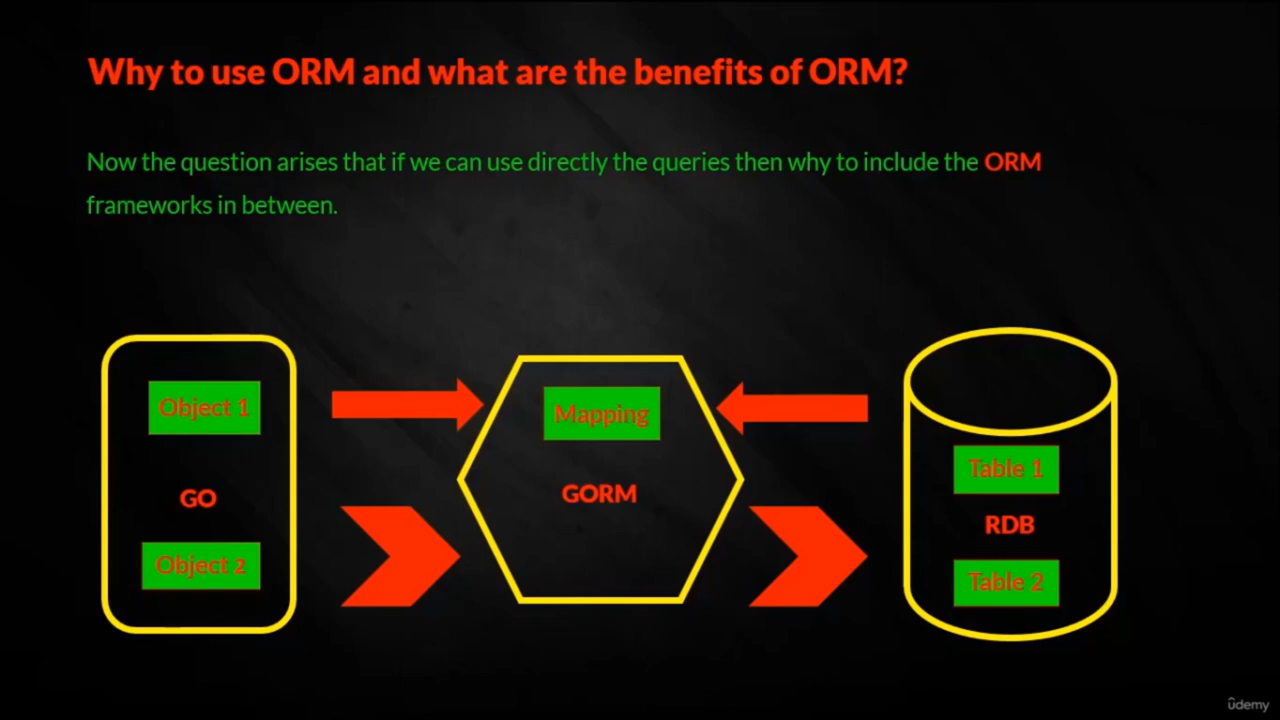 Why to use ORM and what are the benefits of ORM?
Now the question arises that if we can use directly the queries then why to include the ORM
frameworks in between.
Object 1
GO
Object 2
Mapping
GORM
Table 1
RDB
Table 2
ûdemy